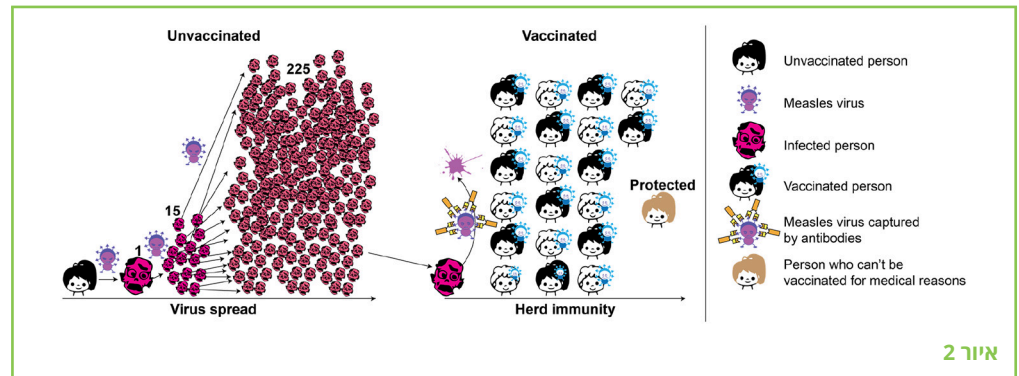 Unvaccinated
225
15
1
Virus spread
Vaccinated
Protected
Herd immunity
Unvaccinated person
Measles virus
Infected person
Vaccinated person
Measles virus captured
by antibodies
Person who can't be
vaccinated for medical reasons
איור 2